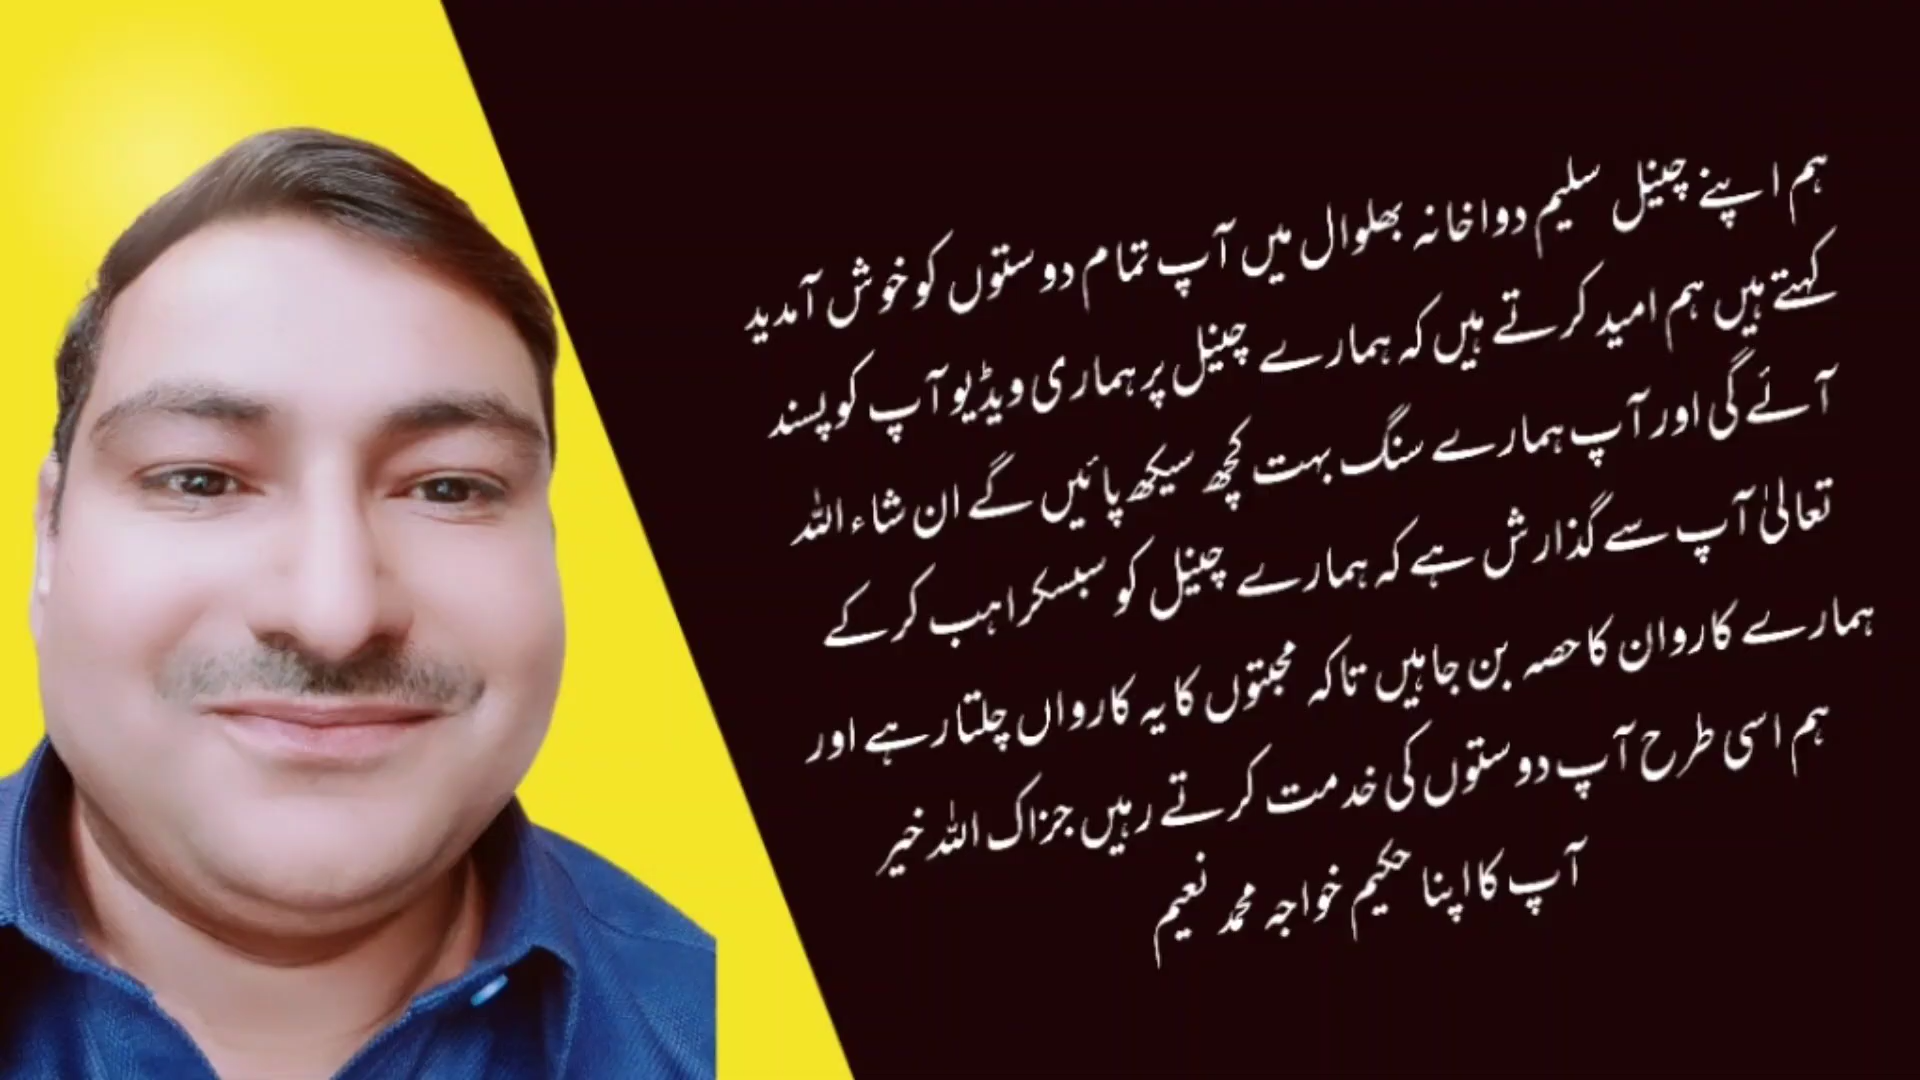 ہم اپنے چینل سلیم دواخانہ بھلوال میں آپ تمام دوستوں کو خوش آمدید
کہتے ہیں ہم امید کرتے ہیں کہ ہمارے چینل پر ہماری ویڈیو آپ کو پسند
آئے گی اور آپ ہمارے سنگ بہت کچھ سیکھ پائیں گے ان شاء اللہ
تعالیٰ آپ سے گذارش ہے کہ ہمارے چینل کو سبسکراہب کر کے
ہمارے کاروان کا حصہ بن جاہیں تاکہ محبتوں کا یہ کارواں چلتا رہے اور
ہم اسی طرح آپ دوستوں کی خدمت کرتے رہیں جزاک اللہ خیر
آپ کا اپنا حکیم خواجہ محمد نعیم